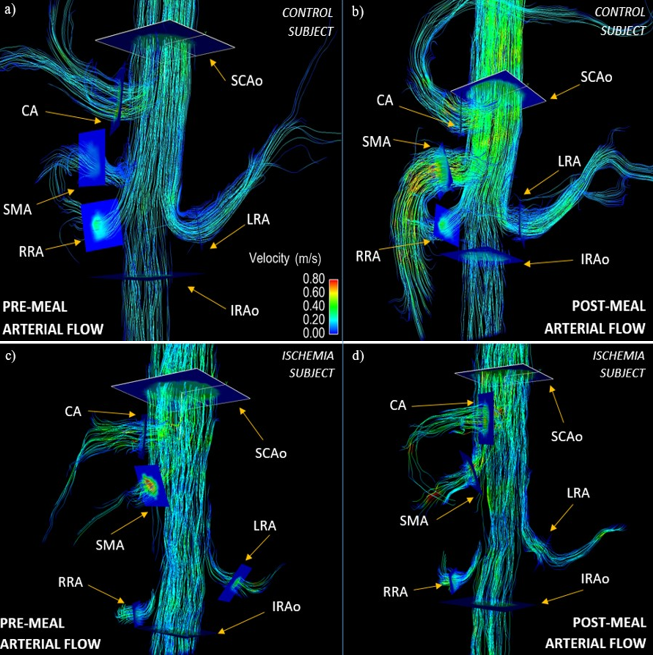 a)
CONTROL
SUBJECT
SCAo
CA
SMA
RRA
LRA
IRAo
Velocity (m/s)
0.80
0.60
0.40
0.20
0.00
PRE-MEAL
ARTERIAL FLOW
b)
CONTROL
SUBJECT
SCAo
CA
SMA
LRA
RRA
IRAo
POST-MEAL
ARTERIAL FLOW
c)
ISCHEMIA
SUBJECT
CA
SCAo
SMA
LRA
RRA
IRAo
PRE-MEAL
ARTERIAL FLOW
d)
ISCHEMIA
SUBJECT
CA
SCAo
SMA
LRA
RRA
IRAo
POST-MEAL
ARTERIAL FLOW